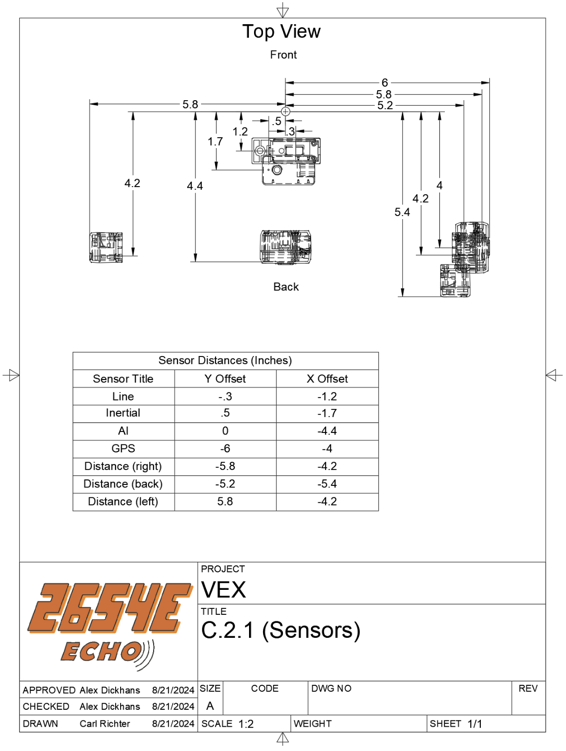 Top View
Front
6
5.8
5.8
5.2
.5
1.2
.3
1.7
4.2
4.4
4
4.2
5.4
Back
Sensor Distances (Inches)
Sensor Title Y Offset X Offset
Line -.3 -1.2
Inertial .5 -1.7
AI 0 -4.4
GPS -6 -4
Distance (right) -5.8 -4.2
Distance (back) -5.2 -5.4
Distance (left) 5.8 -4.2
2654E
ECHO
PROJECT
VEX
TITLE
C.2.1 (Sensors)
APPROVED Alex Dickhans 8/21/2024
CHECKED Alex Dickhans 8/21/2024
DRAWN Carl Richter 8/21/2024
SIZE CODE DWG NO REV
A
SCALE 1:2 WEIGHT SHEET 1/1